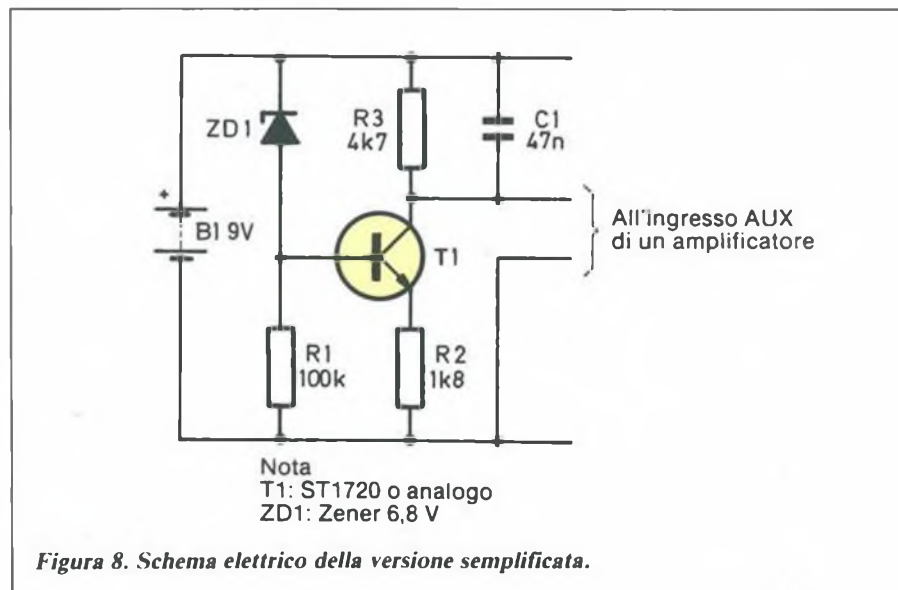 ZD1
R3
4k7
C1
47n
+
B1 9V
T1
All'ingresso AUX
di un amplificatore
R1
100k
R2
1k8
Nota
T1: ST1720 o analogo
ZD1: Zener 6,8 V
Figura 8. Schema elettrico della versione semplificata.